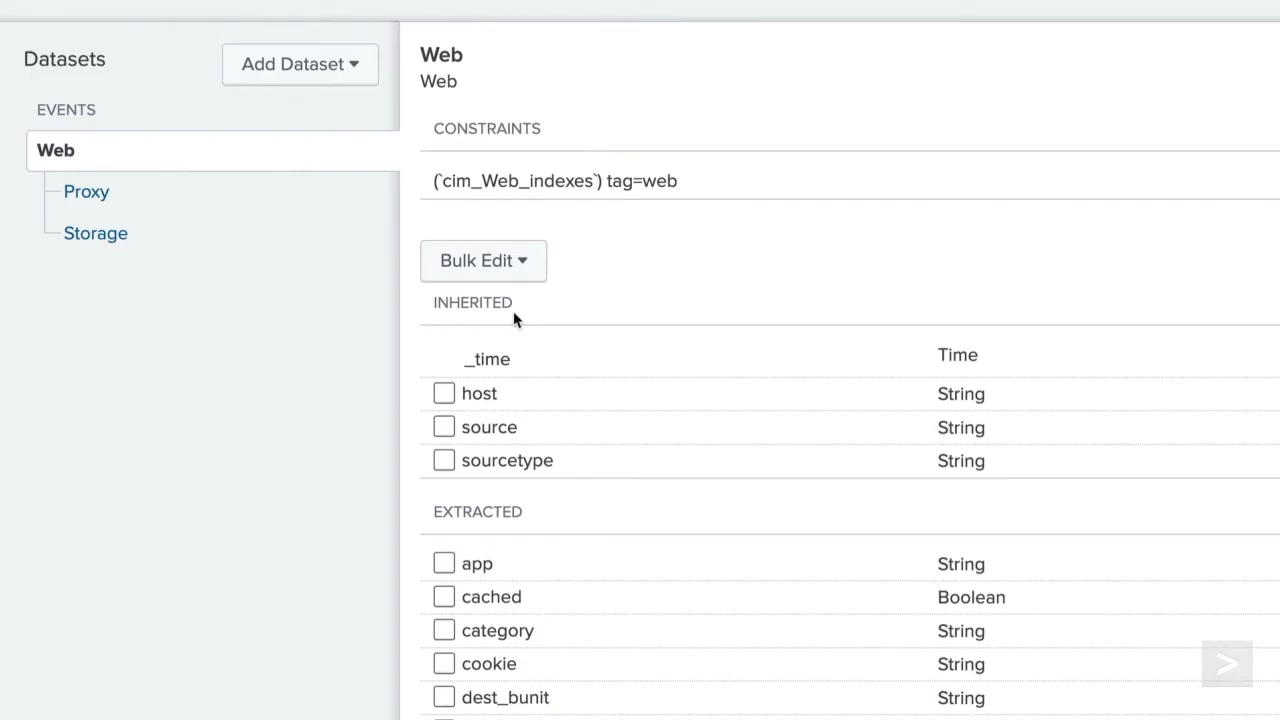 Datasets
Add Dataset
EVENTS
Web
Proxy
Storage
Web
Web
CONSTRAINTS
(`cim_Web_indexes`) tag=web
Bulk Edit
INHERITED
_time Time
host String
source String
sourcetype String
EXTRACTED
app String
cached Boolean
category String
cookie String
dest_bunit String
>